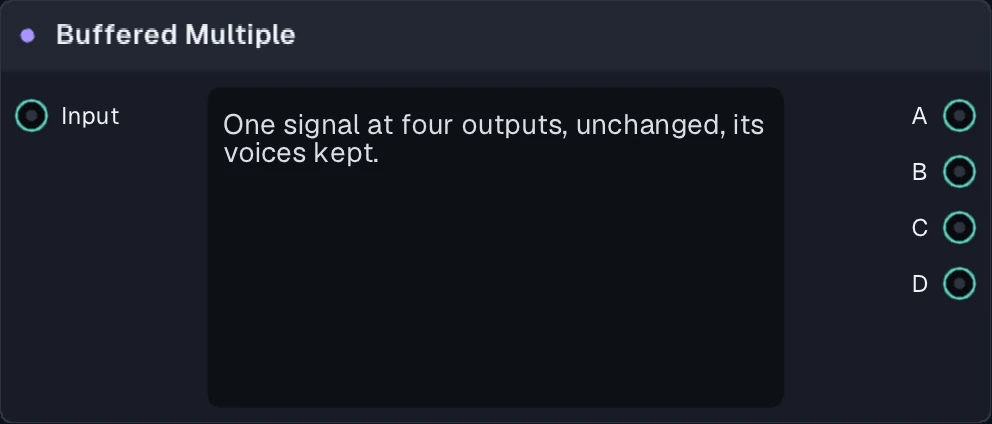 Buffered Multiple
Input
One signal at four outputs, unchanged, its
voices kept.
A
B
C
D